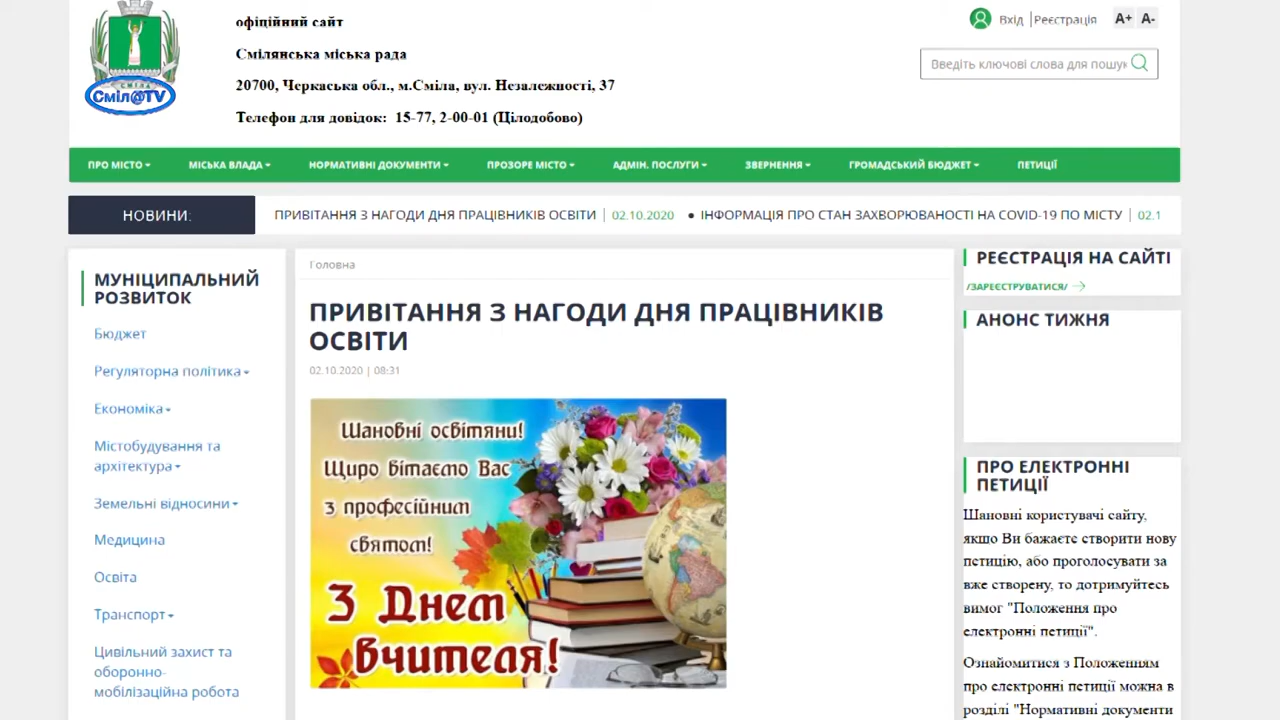 офіційний сайт
Смілянська міська рада
20700, Черкаська обл., м.Сміла, вул. Незалежності, 37
Телефон для довідок: 15-77, 2-00-01 (Цілодобово)
СМІЛА
Сміл@TV
Вхід |Реєстрація A+ A-
Введіть ключові слова для пошук
ПРО МІСТО МІСЬКА ВЛАДА НОРМАТИВНІ ДОКУМЕНТИ ПРОЗОРЕ МІСТО АДМІН. ПОСЛУГИ ЗВЕРНЕННЯ ГРОМАДСЬКИЙ БЮДЖЕТ ПЕТИЦІЇ
НОВИНИ: ПРИВІТАННЯ З НАГОДИ ДНЯ ПРАЦІВНИКІВ ОСВІТИ | 02.10.2020 ● ІНФОРМАЦІЯ ПРО СТАН ЗАХВОРЮВАНОСТІ НА COVID-19 ПО МІСТУ | 02.1
МУНІЦИПАЛЬНИЙ
РОЗВИТОК
Бюджет
Регуляторна політика
Економіка
Містобудування та
архітектура
Земельні відносини
Медицина
Освіта
Транспорт
Цивільний захист та
оборонно-
мобілізаційна робота
Головна
ПРИВІТАННЯ З НАГОДИ ДНЯ ПРАЦІВНИКІВ
ОСВІТИ
02.10.2020 | 08:31
Шановні освітяни!
Щиро вітаємо Вас
з професійним
святом!
З Днем
Вчителя!
РЕЄСТРАЦІЯ НА САЙТІ
/ЗАРЕЄСТРУВАТИСЯ/
АНОНС ТИЖНЯ
ПРО ЕЛЕКТРОННІ
ПЕТИЦІЇ
Шановні користувачі сайту,
якщо Ви бажаєте створити нову
петицію, або проголосувати за
вже створену, то дотримуйтесь
вимог "Положення про
електронні петиції".
Ознайомитися з Положенням
про електронні петиції можна в
розділі "Нормативні документи